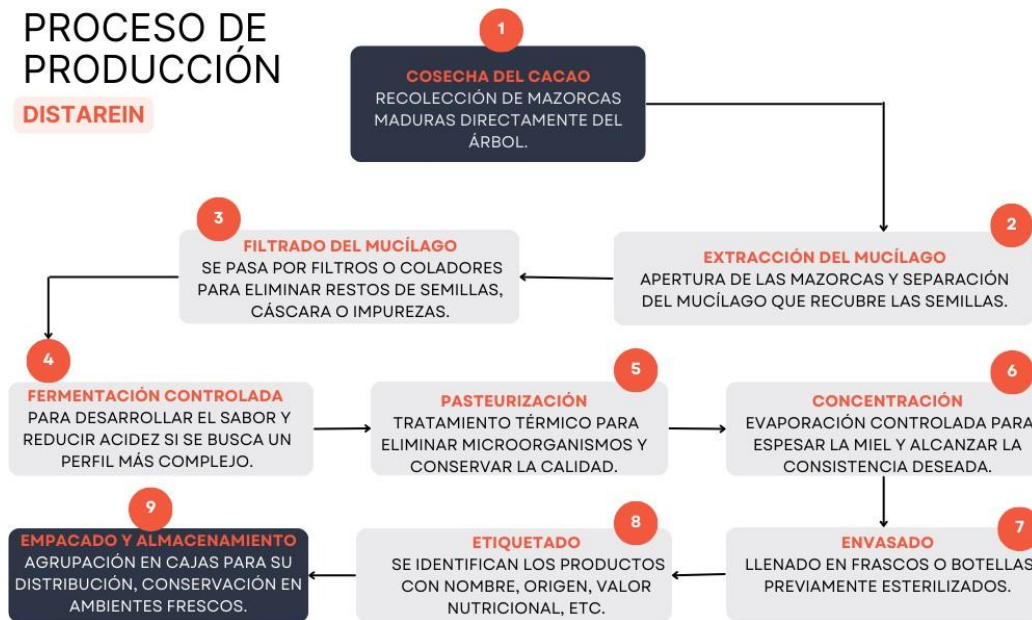 PROCESO DE
PRODUCCIÓN
DISTAREIN
1
COSECHA DEL CACAO
RECOLECCIÓN DE MAZORCAS
MADURAS DIRECTAMENTE DEL
ÁRBOL.
2
EXTRACCIÓN DEL MUCÍLAGO
APERTURA DE LAS MAZORCAS Y SEPARACIÓN
DEL MUCÍLAGO QUE RECUBRE LAS SEMILLAS.
3
FILTRADO DEL MUCÍLAGO
SE PASA POR FILTROS O COLADORES
PARA ELIMINAR RESTOS DE SEMILLAS,
CÁSCARA O IMPUREZAS.
4
FERMENTACIÓN CONTROLADA
PARA DESARROLLAR EL SABOR Y
REDUCIR ACIDEZ SI SE BUSCA UN
PERFIL MÁS COMPLEJO.
5
PASTEURIZACIÓN
TRATAMIENTO TÉRMICO PARA
ELIMINAR MICROORGANISMOS Y
CONSERVAR LA CALIDAD.
6
CONCENTRACIÓN
EVAPORACIÓN CONTROLADA PARA
ESPESAR LA MIEL Y ALCANZAR LA
CONSISTENCIA DESEADA.
7
ENVASADO
LLENADO EN FRASCOS O BOTELLAS
PREVIAMENTE ESTERILIZADOS.
8
ETIQUETADO
SE IDENTIFICAN LOS PRODUCTOS
CON NOMBRE, ORIGEN, VALOR
NUTRICIONAL, ETC.
9
EMPACADO Y ALMACENAMIENTO
AGRUPACIÓN EN CAJAS PARA SU
DISTRIBUCIÓN, CONSERVACIÓN EN
AMBIENTES FRESCOS.